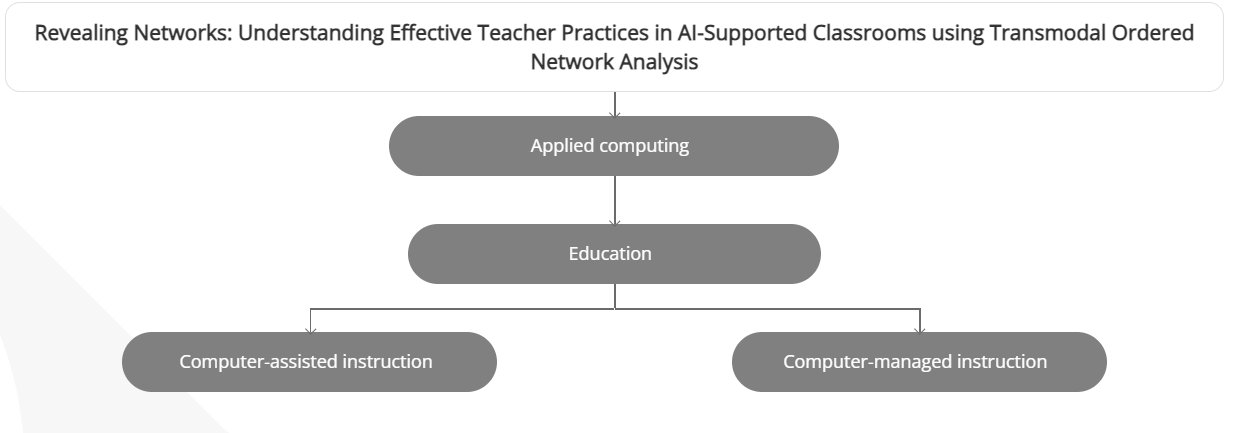 Revealing Networks: Understanding Effective Teacher Practices in AI-Supported Classrooms using Transmodal Ordered
Network Analysis
Applied computing
Education
Computer-assisted instruction
Computer-managed instruction